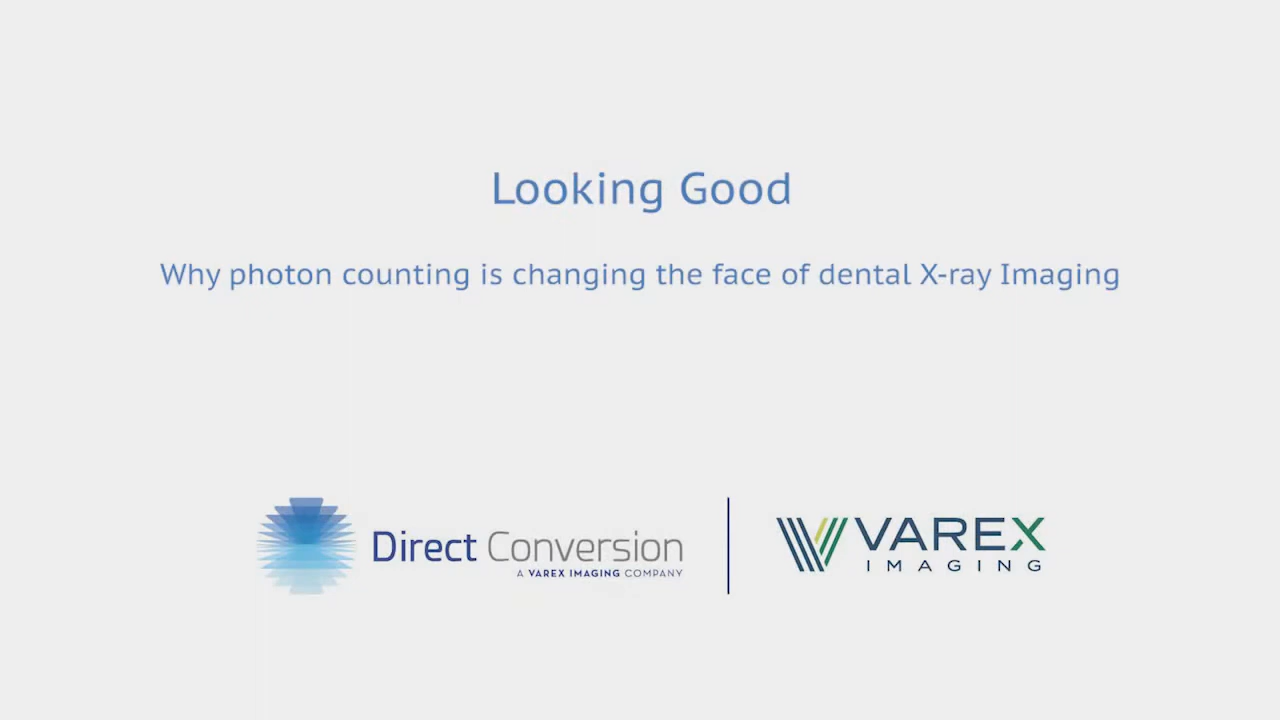 Looking Good
Why photon counting is changing the face of dental X-ray Imaging
Direct Conversion
A VAREX IMAGING COMPANY
VAREX
IMAGING